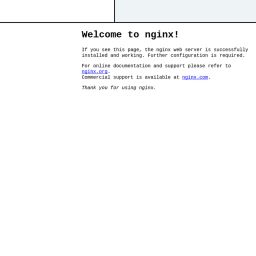 Welcome to nginx!
If you see this page, the nginx web server is successfully
installed and working. Further configuration is required.
For online documentation and support please refer to
nginx.org.
Commercial support is available at nginx.com.
Thank you for using nginx.